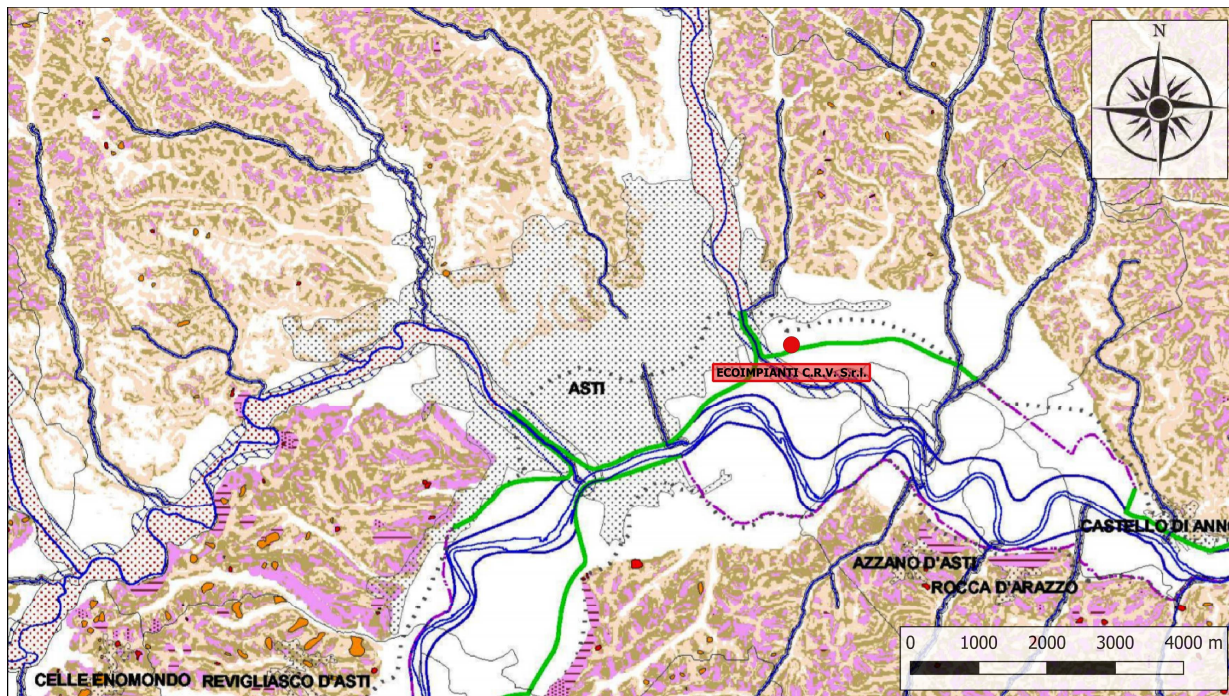 N
ECOIMPIANTI C.R.V. S.r.l.
ASTI
CASTELLO DI ANN
AZZANO D'ASTI
ROCCA D'ARAZZO
CELLE ENOMONDO
REVIGLIASCO D'ASTI
0 1000 2000 3000 4000 m